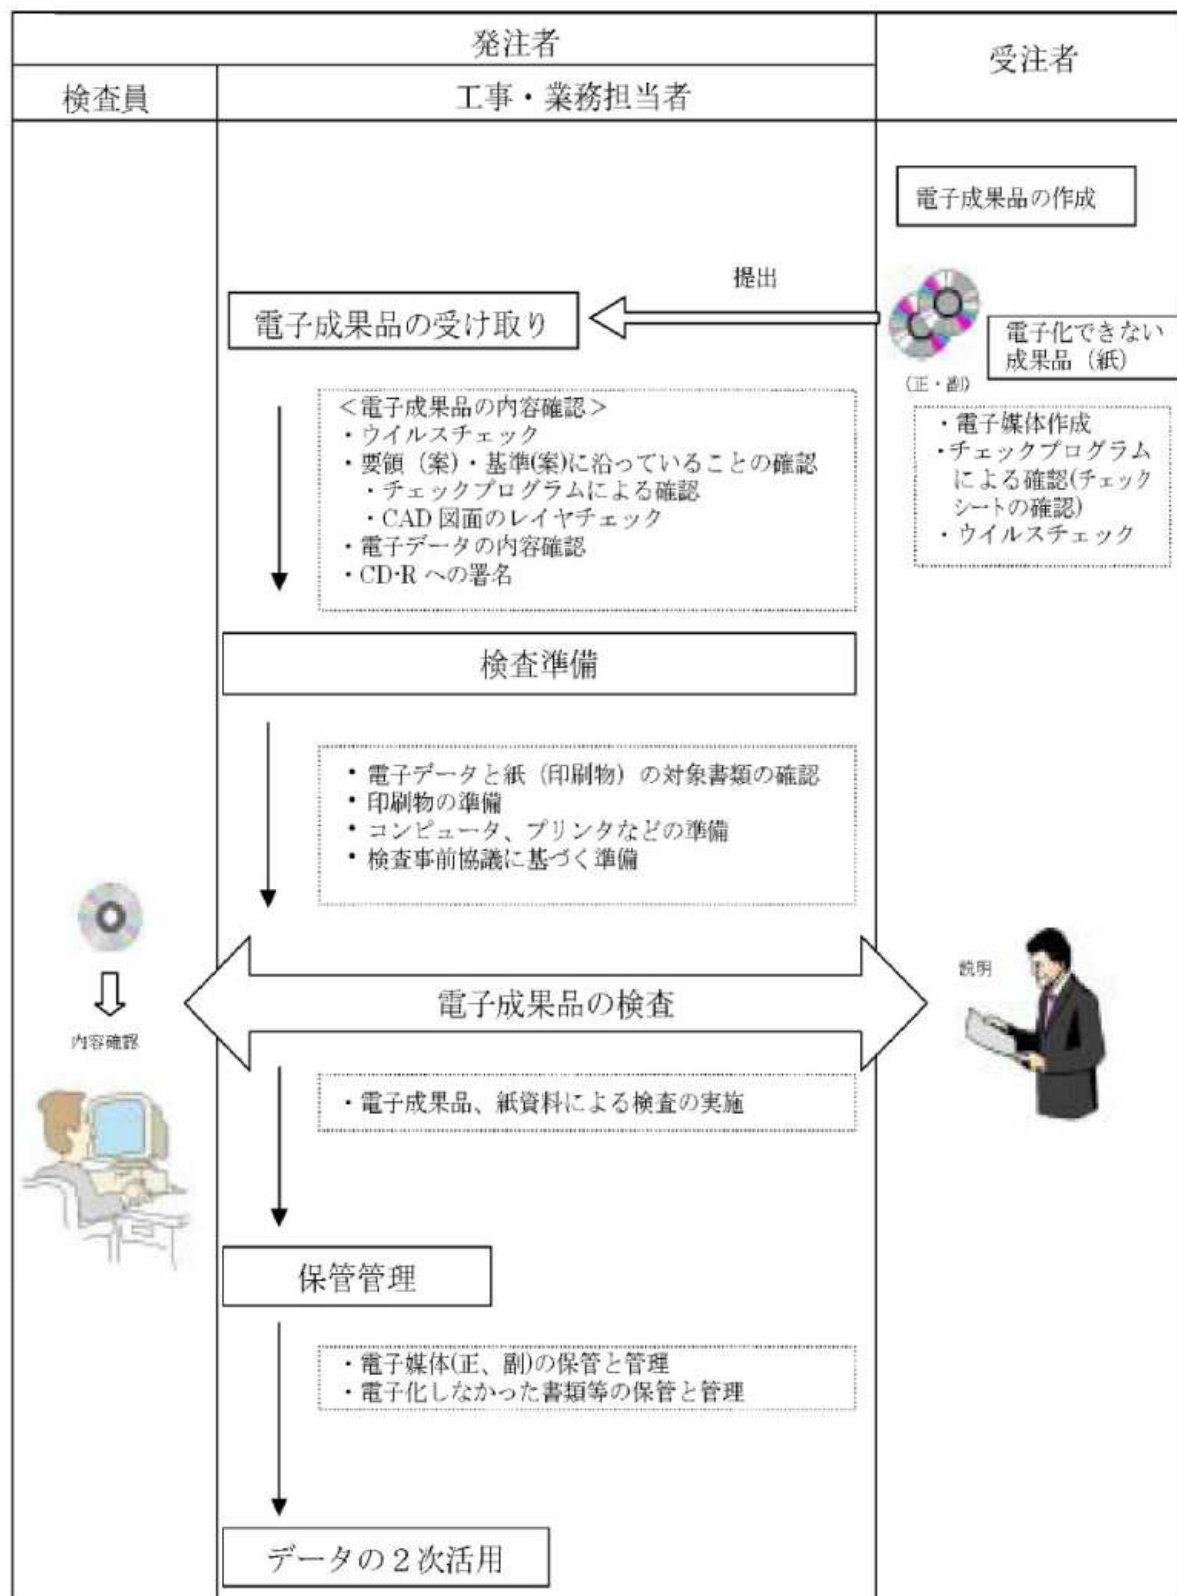 発注者
受注者
検査員
工事・業務担当者
電子成果品の作成
提出
電子成果品の受け取り
電子化できない
成果品（紙）
（正・副）
＜電子成果品の内容確認＞
・ウイルスチェック
・要領（案）・基準(案)に沿っていることの確認
・チェックプログラムによる確認
・CAD 図面のレイヤチェック
・電子データの内容確認
・CD-R への署名
・電子媒体作成
・チェックプログラム
による確認(チェック
シートの確認)
・ウイルスチェック
検査準備
・電子データと紙（印刷物）の対象書類の確認
・印刷物の準備
・コンピュータ、プリンタなどの準備
・検査事前協議に基づく準備
内容確認
電子成果品の検査
説明
・電子成果品、紙資料による検査の実施
保管管理
・電子媒体(正、副)の保管と管理
・電子化しなかった書類等の保管と管理
データの２次活用